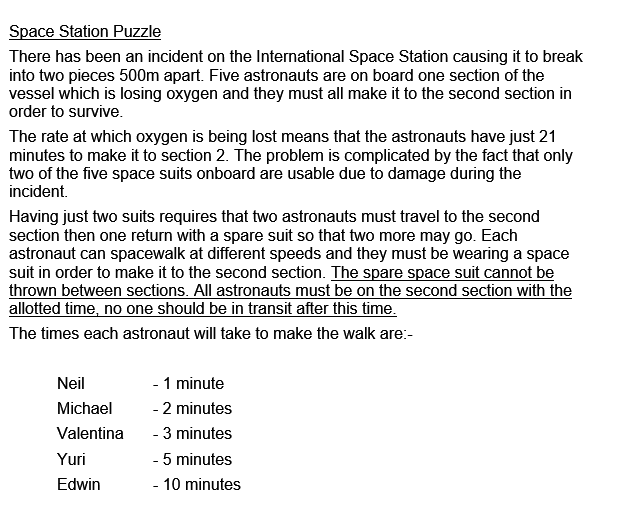 Space Station Puzzle
There has been an incident on the International Space Station causing it to break
into two pieces 500m apart. Five astronauts are on board one section of the
vessel which is losing oxygen and they must all make it to the second section in
order to survive.
The rate at which oxygen is being lost means that the astronauts have just 21
minutes to make it to section 2. The problem is complicated by the fact that only
two of the five space suits onboard are usable due to damage during the
incident.
Having just two suits requires that two astronauts must travel to the second
section then one return with a spare suit so that two more may go. Each
astronaut can spacewalk at different speeds and they must be wearing a space
suit in order to make it to the second section. The spare space suit cannot be
thrown between sections. All astronauts must be on the second section with the
allotted time, no one should be in transit after this time.
The times each astronaut will take to make the walk are:-
Neil - 1 minute
Michael - 2 minutes
Valentina - 3 minutes
Yuri - 5 minutes
Edwin - 10 minutes